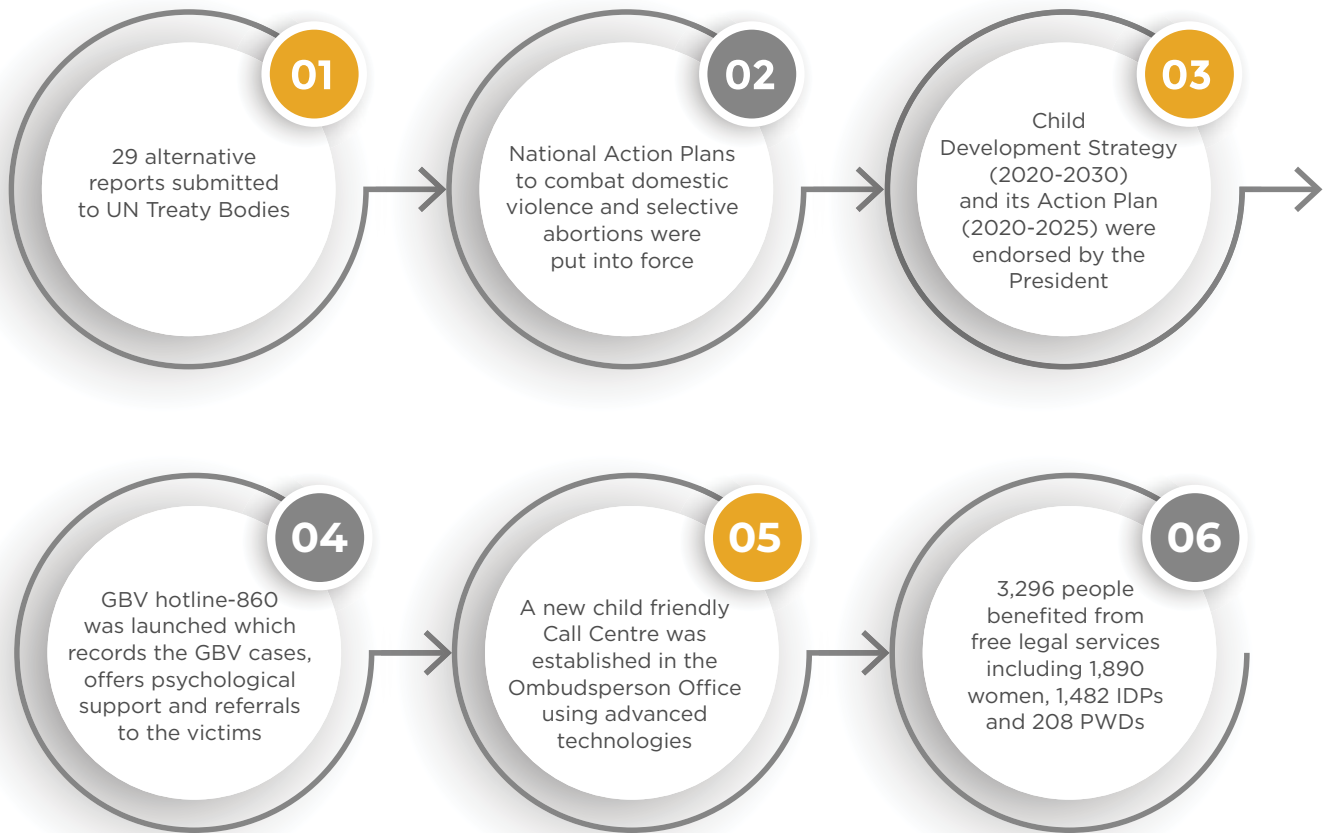 01
29 alternative
reports submitted
to UN Treaty Bodies
02
National Action Plans
to combat domestic
violence and selective
abortions were
put into force
03
Child
Development Strategy
(2020-2030)
and its Action Plan
(2020-2025) were
endorsed by the
President
04
GBV hotline-860
was launched which
records the GBV cases,
offers psychological
support and referrals
to the victims
05
A new child friendly
Call Centre was
established in the
Ombudsperson Office
using advanced
technologies
06
3,296 people
benefited from
free legal services
including 1,890
women, 1,482 IDPs
and 208 PWDs